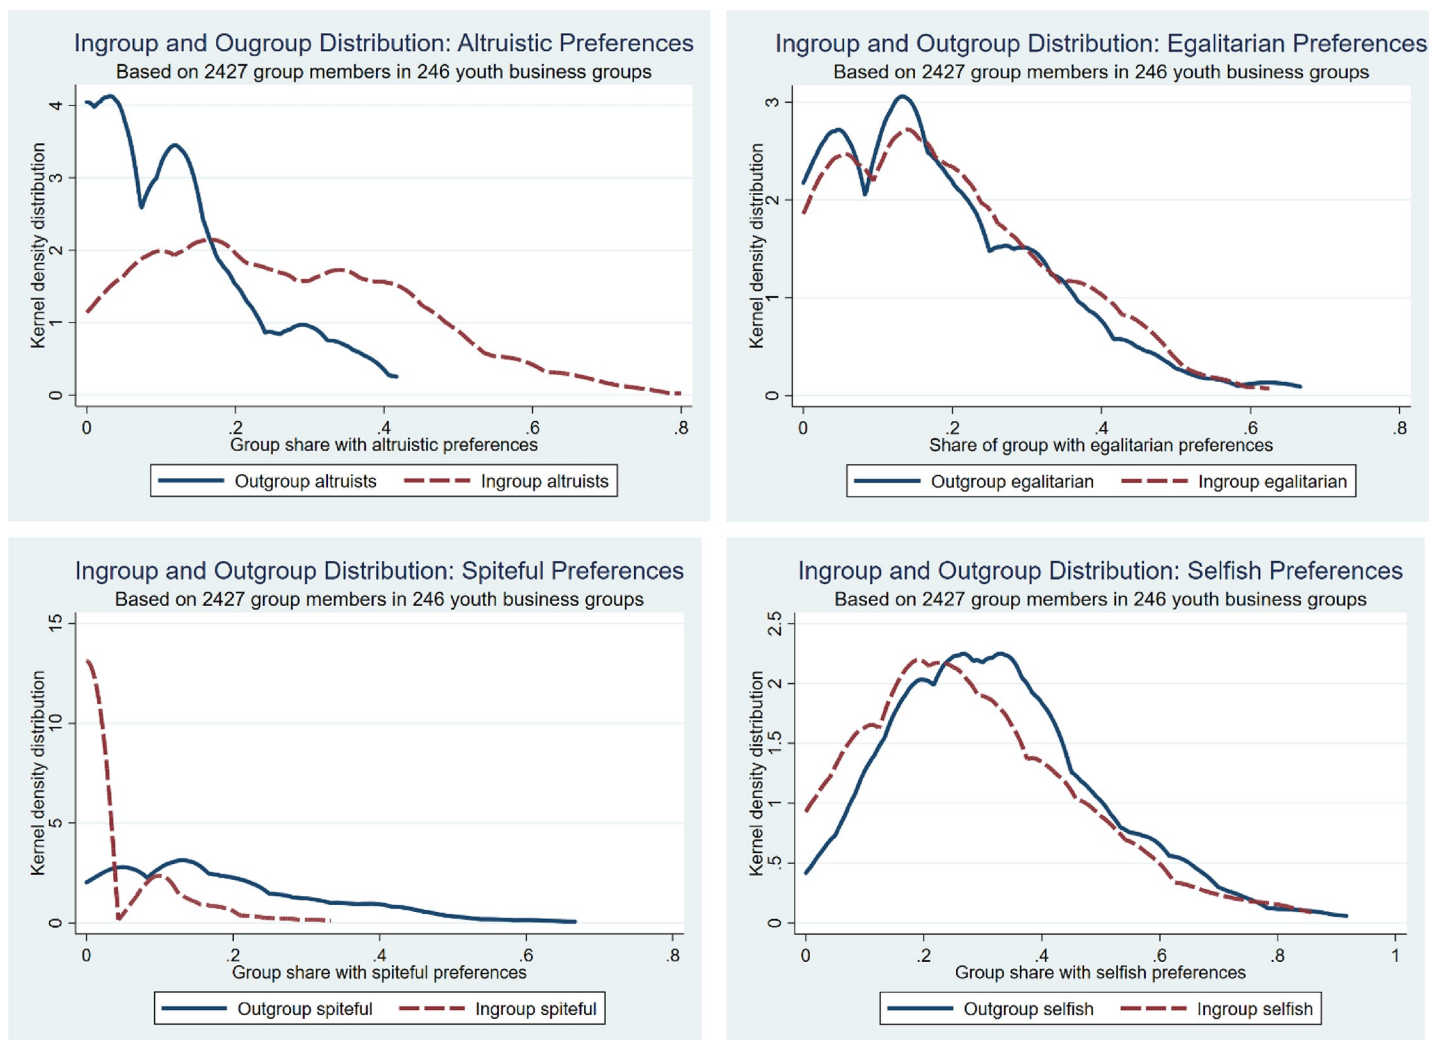 Ingroup and Ougroup Distribution: Altruistic Preferences
Based on 2427 group members in 246 youth business groups
Kernel density distribution
4
3
2
1
0
0 .2 .4 .6 .8
Group share with altruistic preferences
Outgroup altruists Ingroup altruists
Ingroup and Outgroup Distribution: Egalitarian Preferences
Based on 2427 group members in 246 youth business groups
Kernel density distribution
3
2
1
0
0 .2 .4 .6 .8
Share of group with egalitarian preferences
Outgroup egalitarian Ingroup egalitarian
Ingroup and Outgroup Distribution: Spiteful Preferences
Based on 2427 group members in 246 youth business groups
Kernel density distribution
15
10
5
0
0 .2 .4 .6 .8
Group share with spiteful preferences
Outgroup spiteful Ingroup spiteful
Ingroup and Outgroup Distribution: Selfish Preferences
Based on 2427 group members in 246 youth business groups
Kernel density distribution
2.5
2
1.5
1
.5
0
0 .2 .4 .6 .8 1
Group share with selfish preferences
Outgroup selfish Ingroup selfish